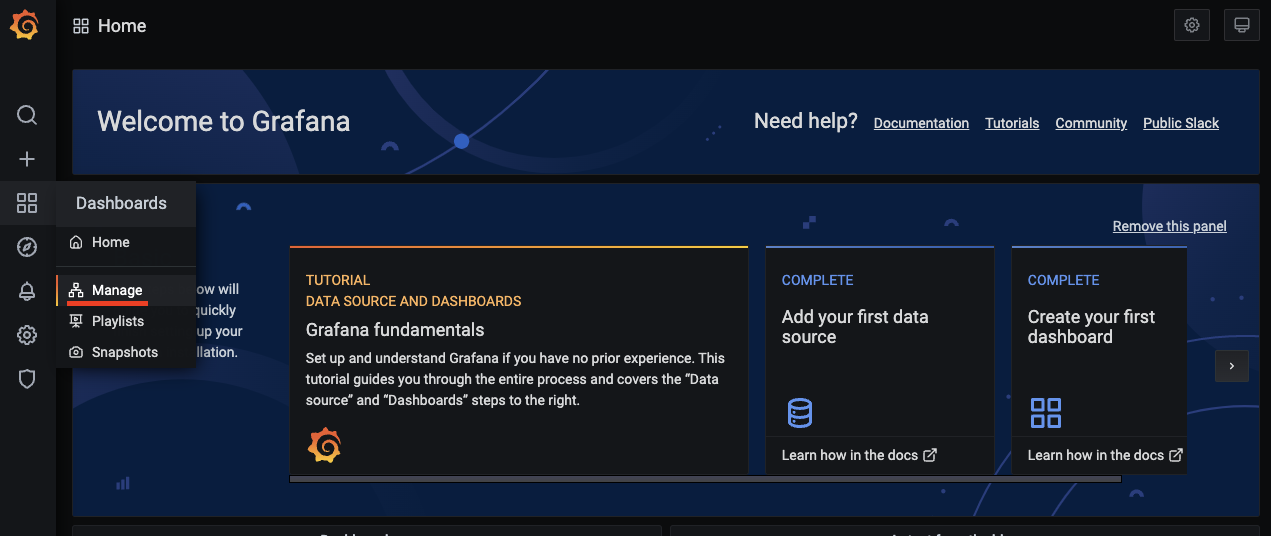 Home
Welcome to Grafana
Need help? Documentation Tutorials Community Public Slack
Dashboards
Home
Manage
Playlists
Snapshots
Remove this panel
ow will
quickly
up your
llation.
TUTORIAL
DATA SOURCE AND DASHBOARDS
Grafana fundamentals
Set up and understand Grafana if you have no prior experience. This
tutorial guides you through the entire process and covers the “Data
source” and “Dashboards” steps to the right.
COMPLETE
Add your first data
source
Learn how in the docs
COMPLETE
Create your first
dashboard
Learn how in the docs